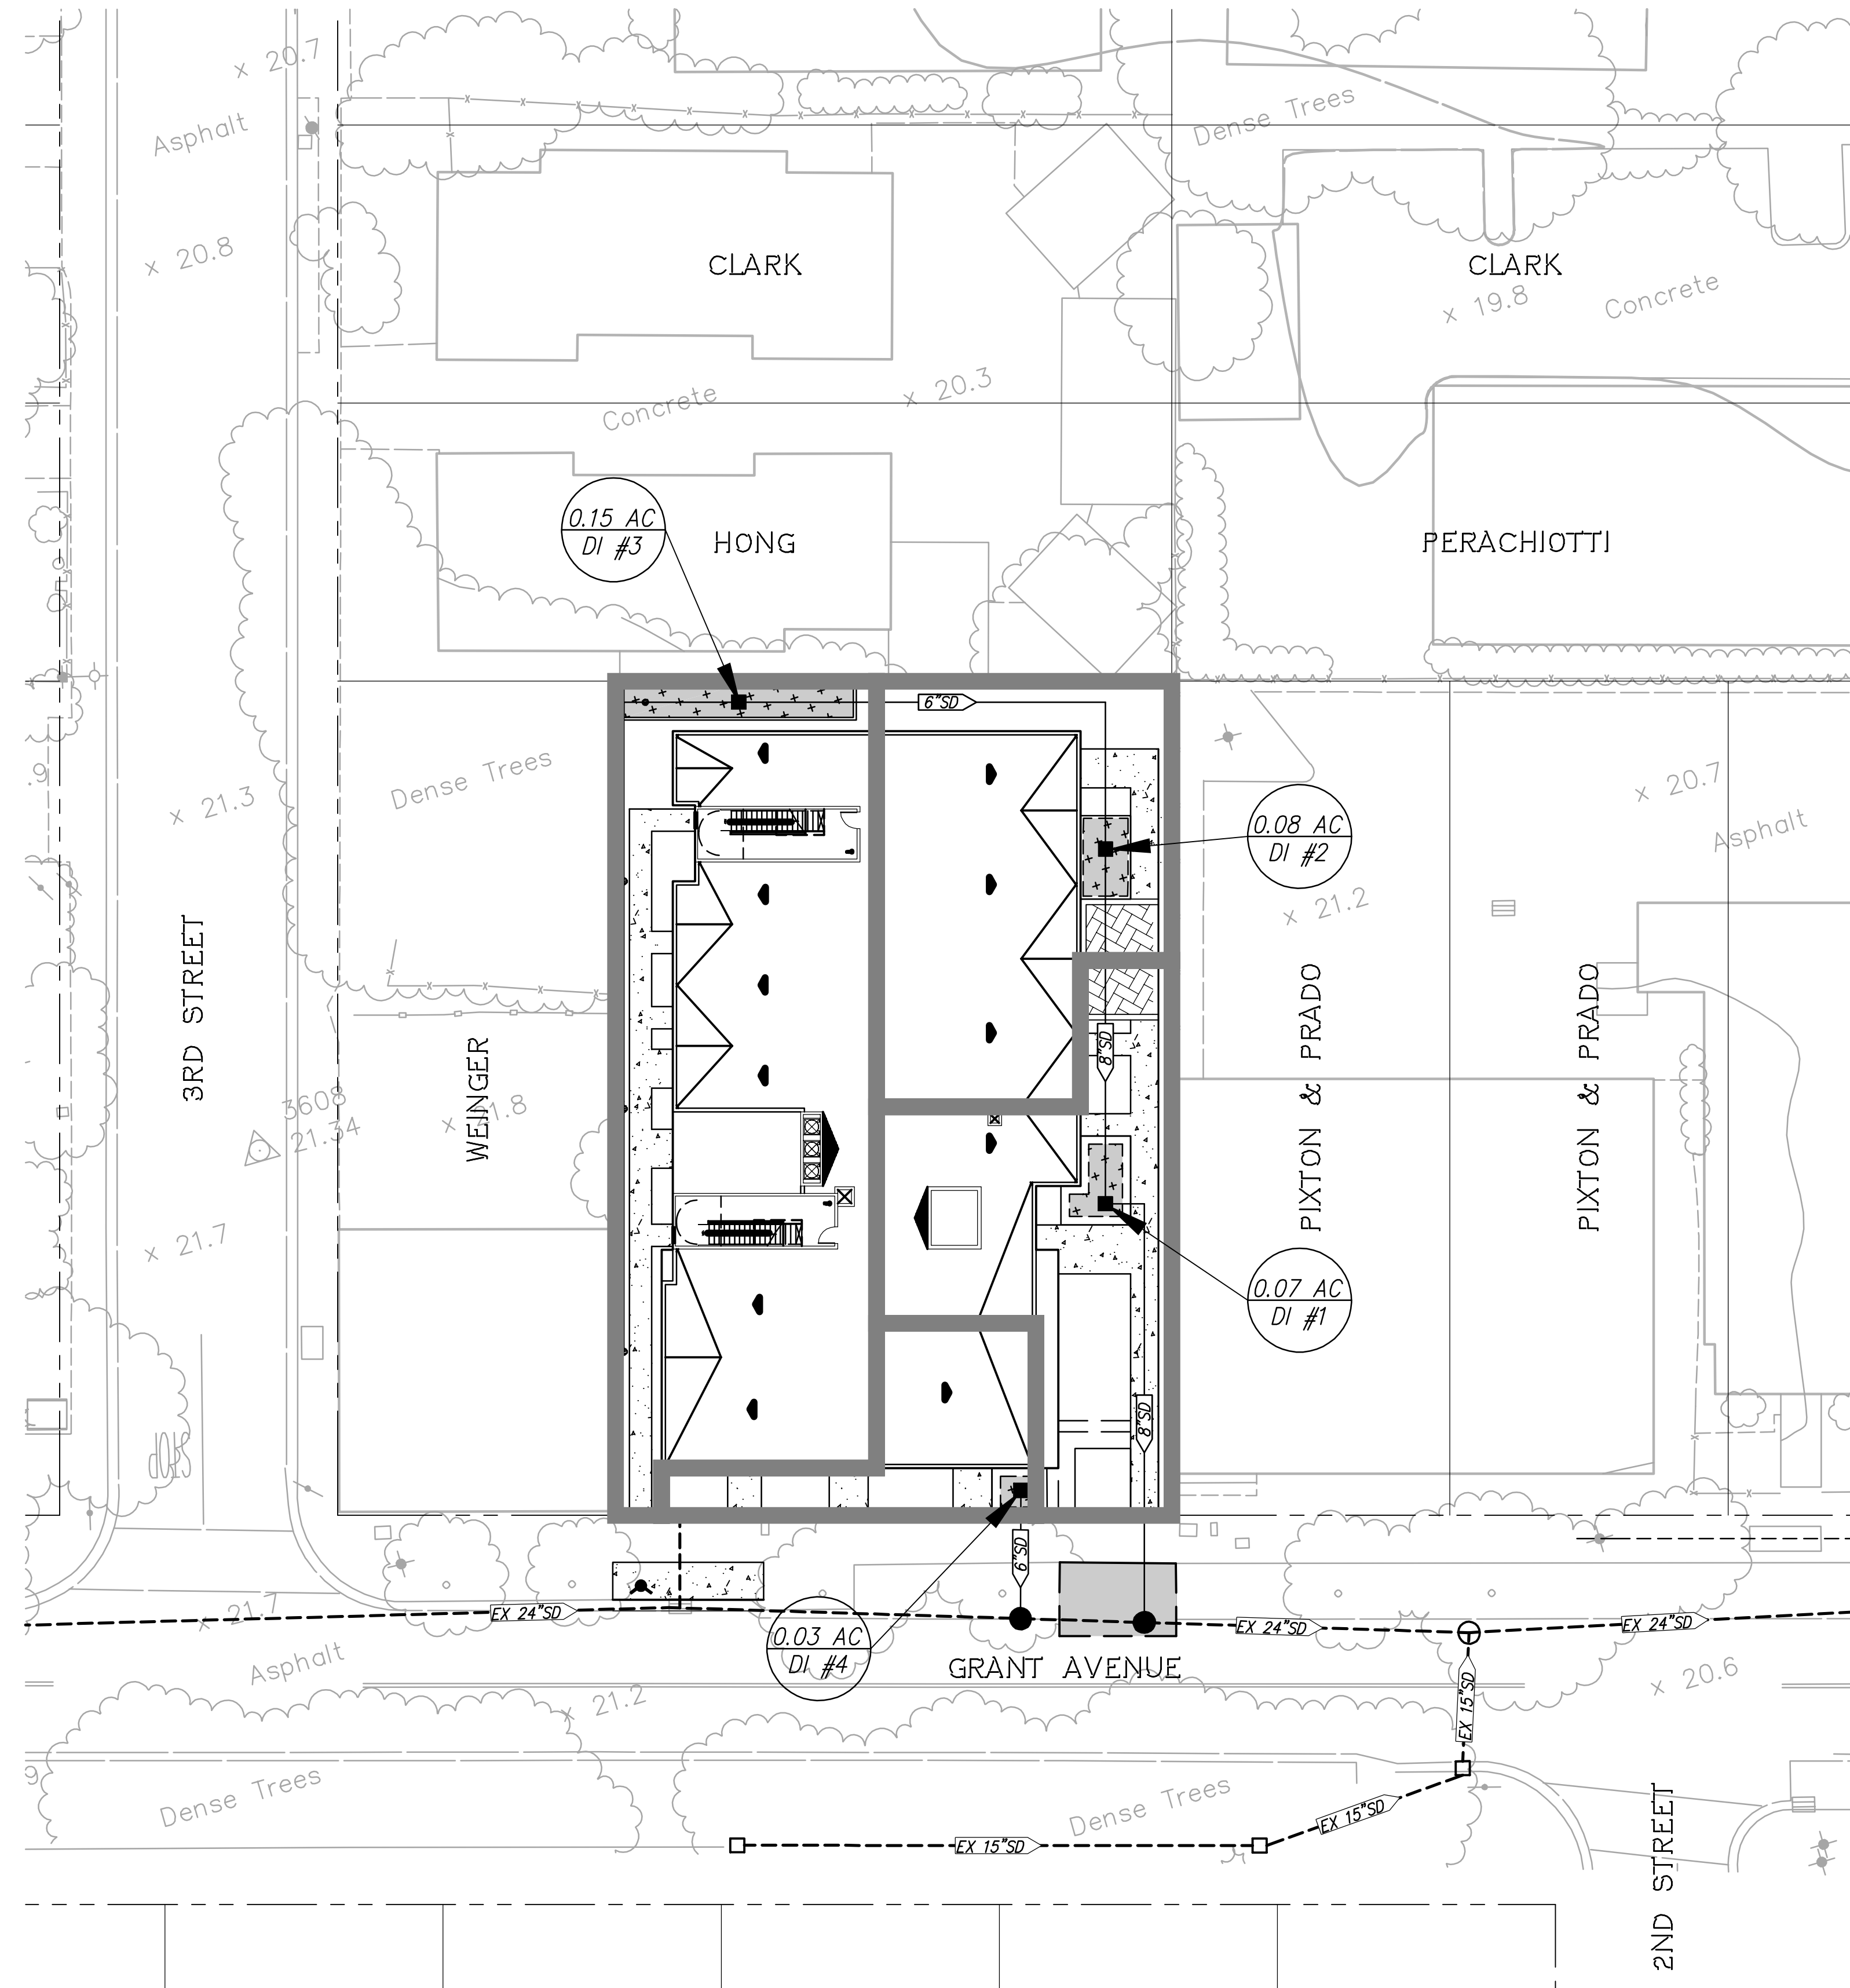 x 20.7
Asphalt
Dense Trees
x 20.8
CLARK
CLARK
x 19.8
Concrete
x 20.3
Concrete
0.15 AC
DI #3
HONG
PERACHIOTTI
6"SD
.9
Dense Trees
x 21.3
x 20.7
Asphalt
0.08 AC
DI #2
x 21.2
3RD STREET
WEINGER
PIXTON & PRADO
PIXTON & PRADO
8"SD
3608
21.34
x 21.8
x 21.7
0.07 AC
DI #1
8"SD
STOP
6"SD
x 21.7
EX 24"SD
EX 24"SD
EX 24"SD
0.03 AC
DI #4
GRANT AVENUE
Asphalt
x 21.2
x 20.6
EX 15"SD
9
Dense Trees
Dense Trees
EX 15"SD
EX 15"SD
2ND STREET